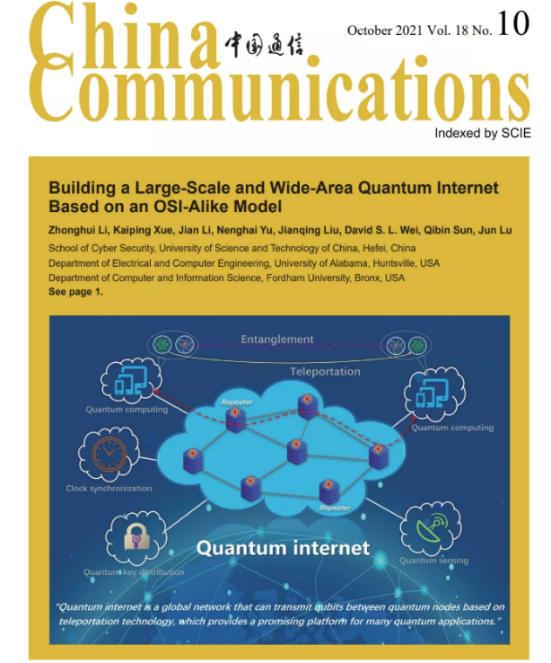 China
中国通信
October 2021 Vol. 18 No. 10
Communications
Indexed by SCIE
Building a Large-Scale and Wide-Area Quantum Internet
Based on an OSI-Alike Model
Zhonghui Li, Kaiping Xue, Jian Li, Nenghai Yu, Jianqing Liu, David S. L. Wei, Qibin Sun, Jun Lu
School of Cyber Security, University of Science and Technology of China, Hefei, China
Department of Electrical and Computer Engineering, University of Alabama, Huntsville, USA
Department of Computer and Information Science, Fordham University, Bronx, USA
See page 1.
Entanglement
Teleportation
Quantum computing
Repeater
Quantum computing
Clock synchronization
Repeater
Quantum internet
Quantum key distribution
Quantum sensing
"Quantum internet is a global network that can transmit qubits between quantum nodes based on
teleportation technology, which provides a promising platform for many quantum applications."